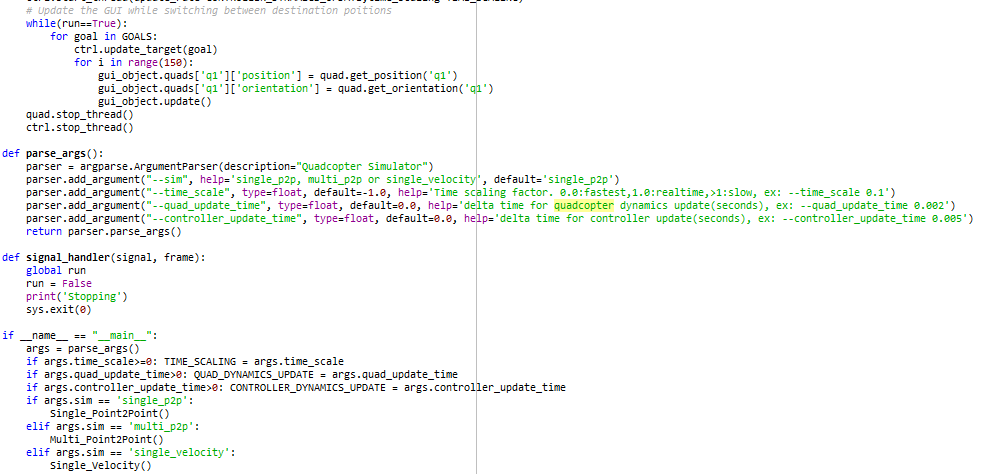 # Update the GUI while switching between destination poitions
while(run==True):
for goal in GOALS:
ctrl.update_target(goal)
for i in range(150):
gui_object.quads['q1']['position'] = quad.get_position('q1')
gui_object.quads['q1']['orientation'] = quad.get_orientation('q1')
gui_object.update()
quad.stop_thread()
ctrl.stop_thread()
def parse_args():
parser = argparse.ArgumentParser(description="Quadcopter Simulator")
parser.add_argument("--sim", help='single_p2p, multi_p2p or single_velocity', default='single_p2p')
parser.add_argument("--time_scale", type=float, default=-1.0, help='Time scaling factor. 0.0:fastest,1.0:realtime,>1:slow, ex: --time_scale 0.1')
parser.add_argument("--quad_update_time", type=float, default=0.0, help='delta time for quadcopter dynamics update(seconds), ex: --quad_update_time 0.002')
parser.add_argument("--controller_update_time", type=float, default=0.0, help='delta time for controller update(seconds), ex: --controller_update_time 0.005')
return parser.parse_args()
def signal_handler(signal, frame):
global run
run = False
print('Stopping')
sys.exit(0)
if __name__ == "__main__":
args = parse_args()
if args.time_scale>=0: TIME_SCALING = args.time_scale
if args.quad_update_time>0: QUAD_DYNAMICS_UPDATE = args.quad_update_time
if args.controller_update_time>0: CONTROLLER_DYNAMICS_UPDATE = args.controller_update_time
if args.sim == 'single_p2p':
Single_Point2Point()
elif args.sim == 'multi_p2p':
Multi_Point2Point()
elif args.sim == 'single_velocity':
Single_Velocity()